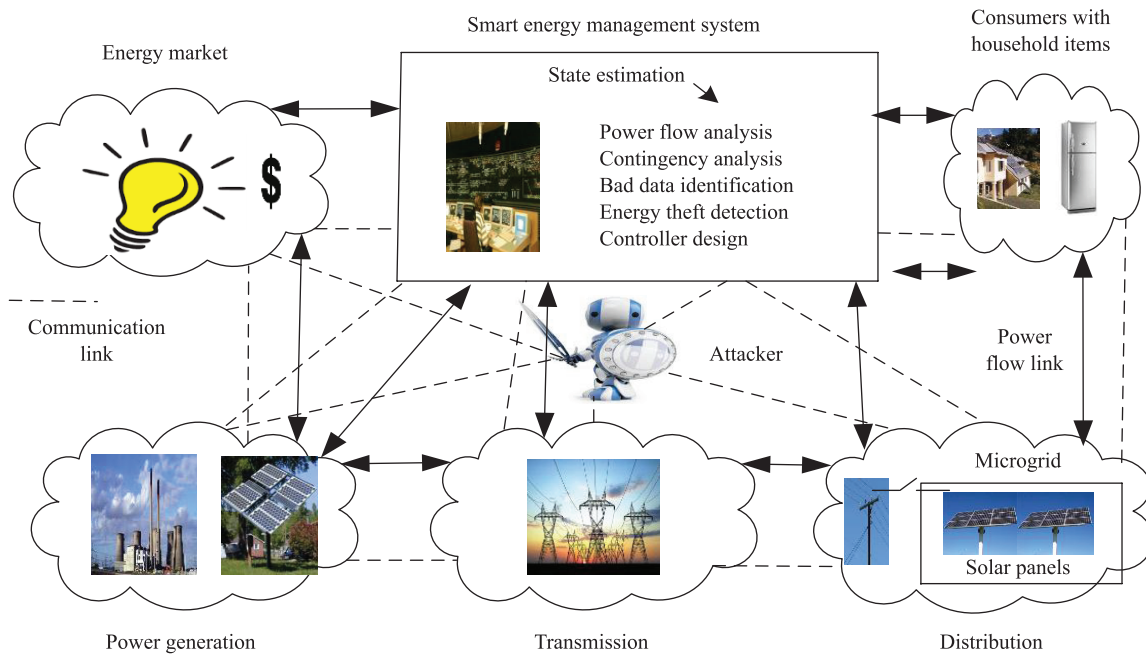 Smart energy management system
Consumers with
household items
Energy market
State estimation
Power flow analysis
Contingency analysis
Bad data identification
Energy theft detection
Controller design
$
Communication
link
Attacker
Power
flow link
Microgrid
Solar panels
Power generation
Transmission
Distribution